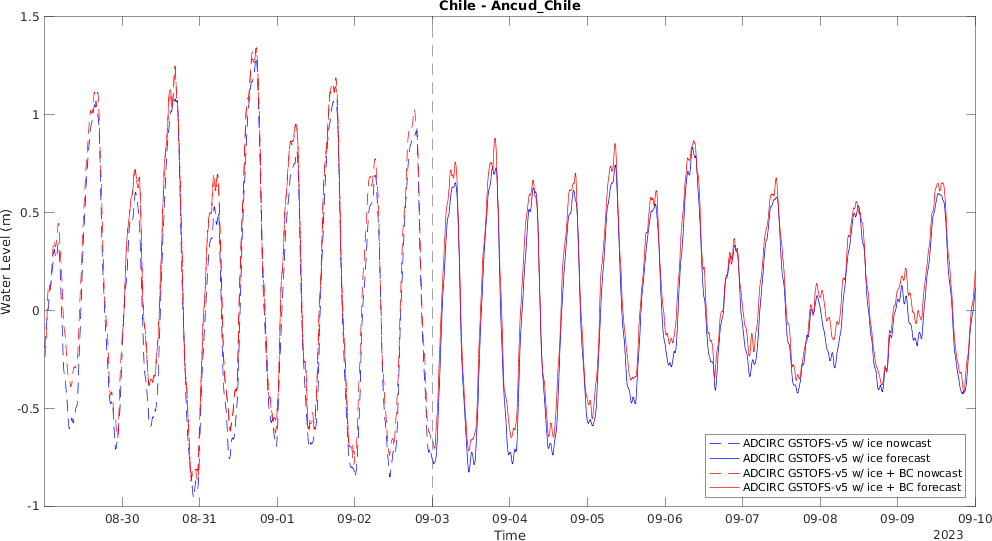 Chile - Ancud_Chile
Water Level (m)
1.5
1
0.5
0
-0.5
-1
08-30 08-31 09-01 09-02 09-03 09-04 09-05 09-06 09-07 09-08 09-09 09-10
Time
2023
ADCIRC GSTOFS-v5 w/ ice nowcast
ADCIRC GSTOFS-v5 w/ ice forecast
ADCIRC GSTOFS-v5 w/ ice + BC nowcast
ADCIRC GSTOFS-v5 w/ ice + BC forecast